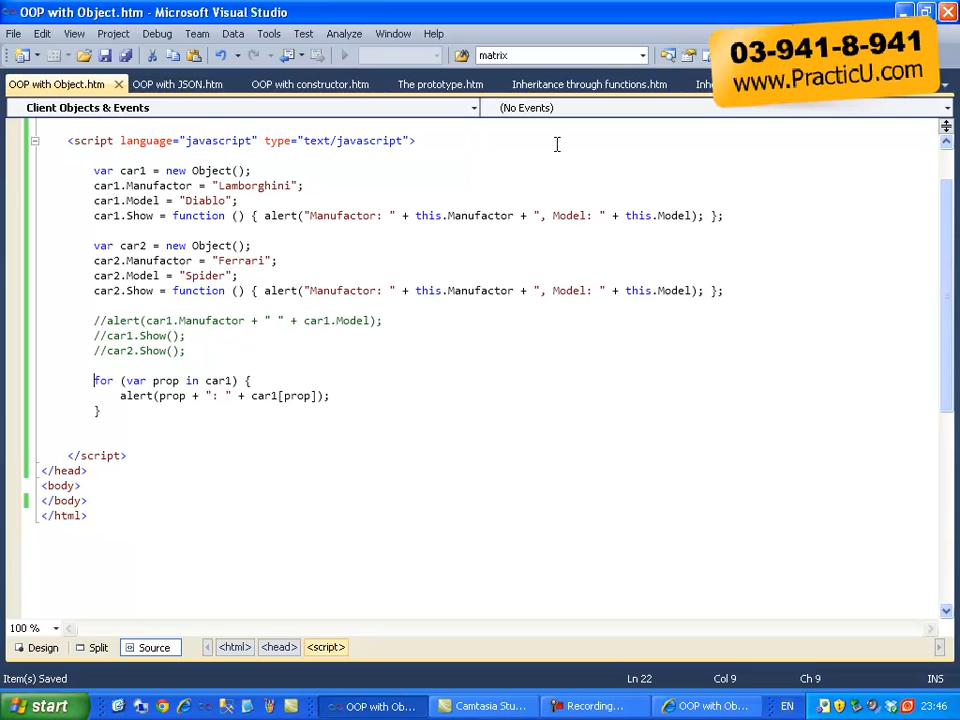 OOP with Object.htm - Microsoft Visual Studio
03-941-8-941
www.PracticU.com
File Edit View Project Debug Team Data Tools Test Analyze Window Help
matrix
OOP with Object.htm OOP with JSON.htm OOP with constructor.htm The prototype.htm Inheritance through functions.htm
Client Objects & Events (No Events)
<script language="javascript" type="text/javascript">
var car1 = new Object();
car1.Manufactor = "Lamborghini";
car1.Model = "Diablo";
car1.Show = function () { alert("Manufactor: " + this.Manufactor + ", Model: " + this.Model); };
var car2 = new Object();
car2.Manufactor = "Ferrari";
car2.Model = "Spider";
car2.Show = function () { alert("Manufactor: " + this.Manufactor + ", Model: " + this.Model); };
//alert(car1.Manufactor + " " + car1.Model);
//car1.Show();
//car2.Show();
for (var prop in car1) {
alert(prop + ": " + car1[prop]);
}
</script>
</head>
<body>
</body>
</html>
100 %
Design Split Source <html> <head> <script>
Item(s) Saved Ln 22 Col 9 Ch 9 INS
start OOP with Ob... Camtasia Stu... Recording... OOP with Ob... EN 23:46